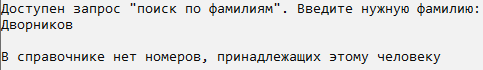 Доступен запрос "поиск по фамилиям". Введите нужную фамилию:
Дворников
В справочнике нет номеров, принадлежащих этому человеку